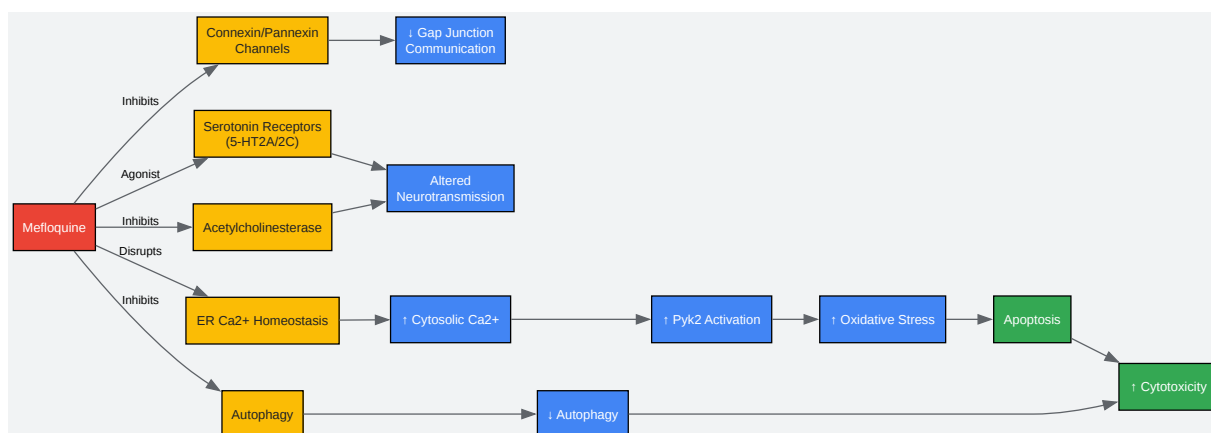 Connexin/Pannexin
Channels
↓ Gap Junction
Communication
Inhibits
Serotonin Receptors
(5-HT2A/2C)
Agonist
Altered
Neurotransmission
Mefloquine
Inhibits
Acetylcholinesterase
Disrupts
Inhibits
ER Ca2+ Homeostasis
↑ Cytosolic Ca2+
↑ Pyk2 Activation
↑ Oxidative Stress
Apoptosis
↑ Cytotoxicity
Autophagy
↓ Autophagy